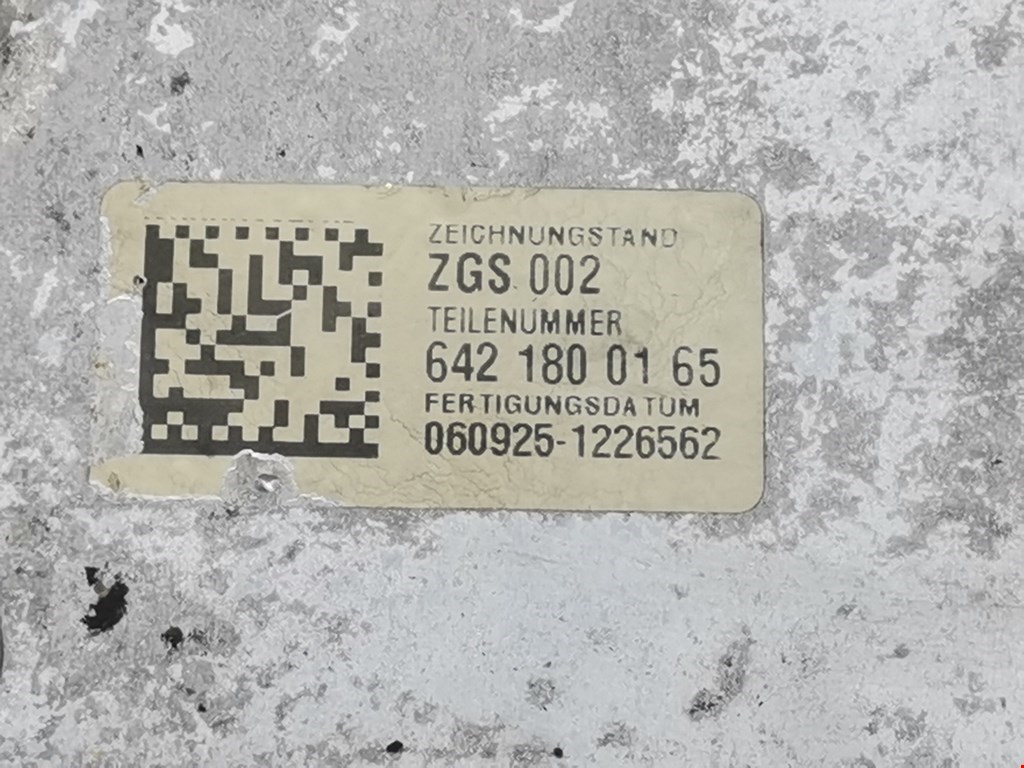 ZEICHNUNGSTAND
ZGS 002
TEILENUMMER
642 180 01 65
FERTIGUNGSDATUM
060925-1226562